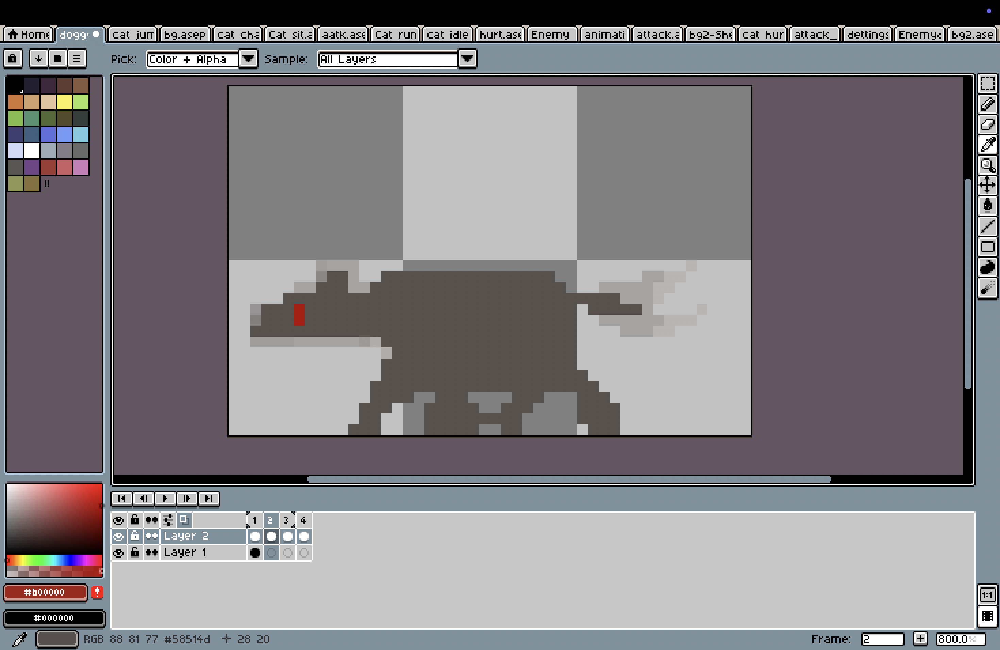 Home dogg cat jum bg.asep cat cha Cat sit.a aatk.ase Cat run cat idle hurt.ase Enemy animati attack.a bg2-She cat hur attack_ dettings Enemyc bg2.ase
Pick: Color + Alpha Sample: All Layers
1 2 3 4
Layer 2
Layer 1
#b00000 !
1:1
#000000
RGB 88 81 77 #58514d 28 20 Frame: 2 + 800.0%